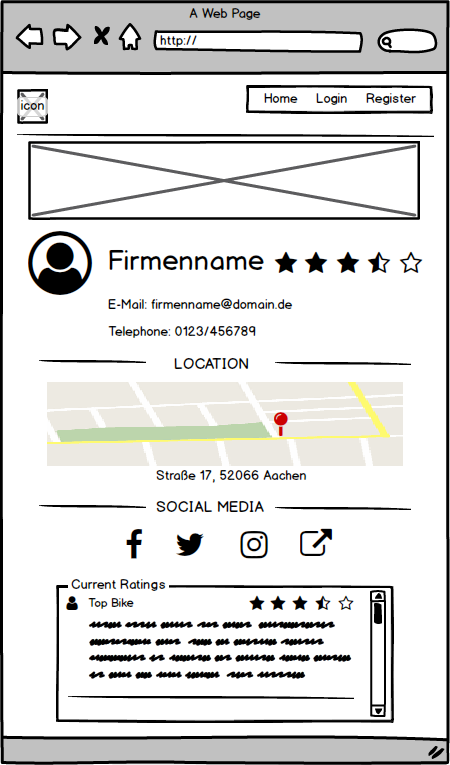 A Web Page
http://
icon
Home Login Register
Firmenname
E-Mail: firmenname@domain.de
Telephone: 0123/456789
LOCATION
Straße 17, 52066 Aachen
SOCIAL MEDIA
Current Ratings
Top Bike